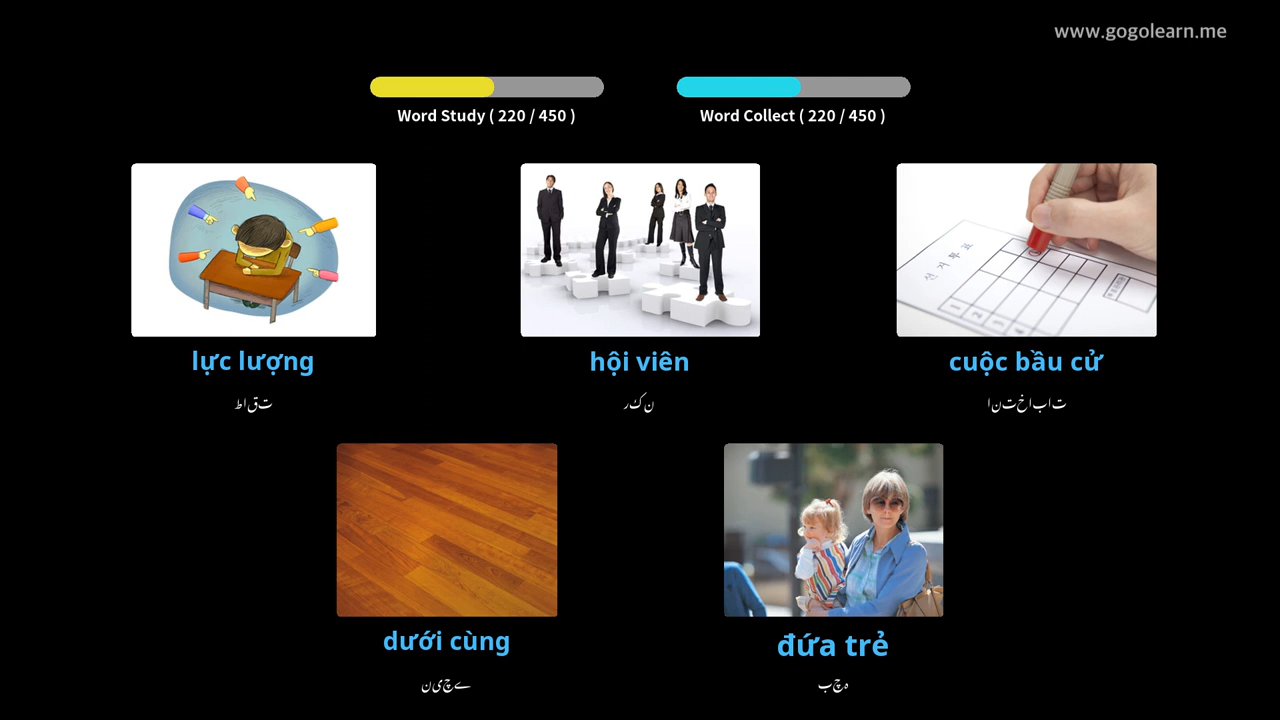 www.gogolearn.me
Word Study ( 220 / 450 )
Word Collect ( 220 / 450 )
lực lượng
طاقت
hội viên
رکن
cuộc bầu cử
انتخابات
dưới cùng
نیچے
đứa trẻ
بچہ